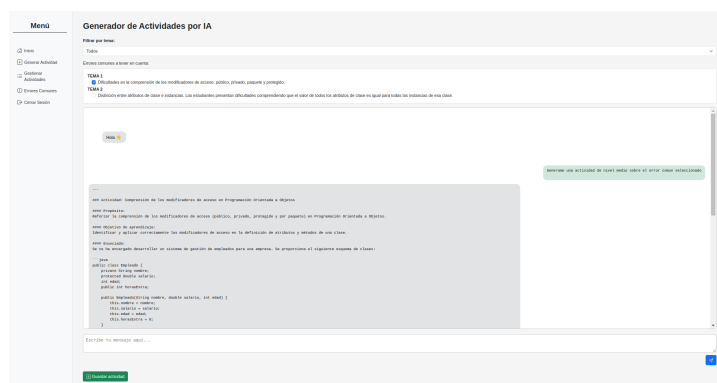 Menú
Inicio
Generar Actividad
Gestionar
Actividades
Errores Comunes
Cerrar Sesión
Generador de Actividades por IA
Filtrar por tema:
Todos
Errores comunes a tener en cuenta:
TEMA 1
Dificultades en la comprensión de los modificadores de acceso: público, privado, paquete y protegido.
TEMA 2
Distinción entre atributos de clase e instancias. Los estudiantes presentan dificultades comprendiendo que el valor de todos los atributos de clase es igual para todas las instancias de esa clase.
Hola 👋
Generame una actividad de nivel medio sobre el error comun seleccionado
---
### Actividad: Comprensión de los modificadores de acceso en Programación Orientada a Objetos
#### Propósito:
Reforzar la comprensión de los modificadores de acceso (público, privado, protegido y por paquete) en Programación Orientada a Objetos.
#### Objetivo de aprendizaje:
Identificar y aplicar correctamente los modificadores de acceso en la definición de atributos y métodos de una clase.
#### Enunciado:
Se te ha encargado desarrollar un sistema de gestión de empleados para una empresa. Se proporciona el siguiente esquema de clases:
```java
public class Empleado {
private String nombre;
protected double salario;
int edad;
public int horasExtra;
public Empleado(String nombre, double salario, int edad) {
this.nombre = nombre;
this.salario = salario;
this.edad = edad;
this.horasExtra = 0;
}
Escribe tu mensaje aquí...
Guardar actividad